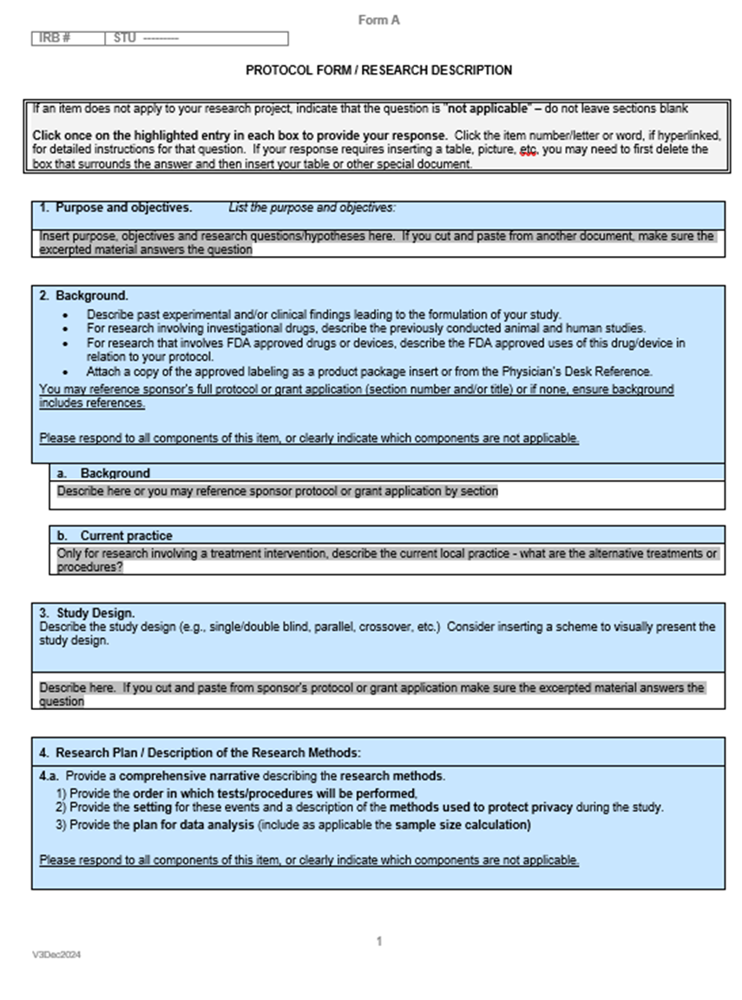 Form A
IRB # STU ---------
PROTOCOL FORM / RESEARCH DESCRIPTION
If an item does not apply to your research project, indicate that the question is "not applicable" – do not leave sections blank
Click once on the highlighted entry in each box to provide your response. Click the item number/letter or word, if hyperlinked,
for detailed instructions for that question. If your response requires inserting a table, picture, etc, you may need to first delete the
box that surrounds the answer and then insert your table or other special document.
1. Purpose and objectives. List the purpose and objectives:
Insert purpose, objectives and research questions/hypotheses here. If you cut and paste from another document, make sure the
excerpted material answers the question
2. Background.
• Describe past experimental and/or clinical findings leading to the formulation of your study.
• For research involving investigational drugs, describe the previously conducted animal and human studies.
• For research that involves FDA approved drugs or devices, describe the FDA approved uses of this drug/device in
relation to your protocol.
• Attach a copy of the approved labeling as a product package insert or from the Physician's Desk Reference.
You may reference sponsor's full protocol or grant application (section number and/or title) or if none, ensure background
includes references.
Please respond to all components of this item, or clearly indicate which components are not applicable.
a. Background
Describe here or you may reference sponsor protocol or grant application by section
b. Current practice
Only for research involving a treatment intervention, describe the current local practice - what are the alternative treatments or
procedures?
3. Study Design.
Describe the study design (e.g., single/double blind, parallel, crossover, etc.) Consider inserting a scheme to visually present the
study design.
Describe here. If you cut and paste from sponsor's protocol or grant application make sure the excerpted material answers the
question
4. Research Plan / Description of the Research Methods:
4.a. Provide a comprehensive narrative describing the research methods.
1) Provide the order in which tests/procedures will be performed,
2) Provide the setting for these events and a description of the methods used to protect privacy during the study.
3) Provide the plan for data analysis (include as applicable the sample size calculation)
Please respond to all components of this item, or clearly indicate which components are not applicable.
1
V3Dec2024